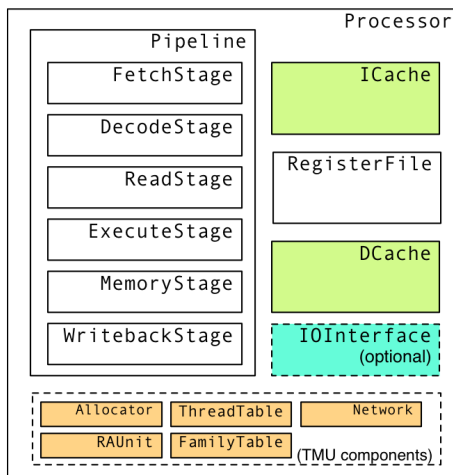 Processor
Pipeline
FetchStage
DecodeStage
ReadStage
ExecuteStage
MemoryStage
WritebackStage
ICache
RegisterFile
DCache
IOInterface
(optional)
Allocator
ThreadTable
Network
RAUnit
FamilyTable
(TMU components)